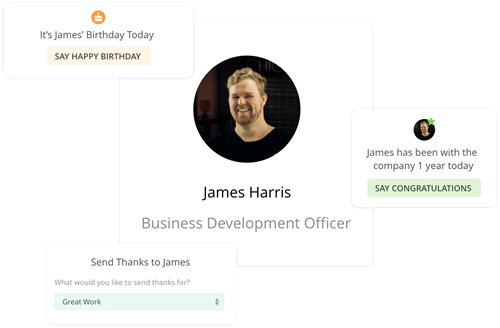 It's James' Birthday Today
SAY HAPPY BIRTHDAY
James Harris
Business Development Officer
James has been with the
company 1 year today
SAY CONGRATULATIONS
Send Thanks to James
What would you like to send thanks for?
Great Work